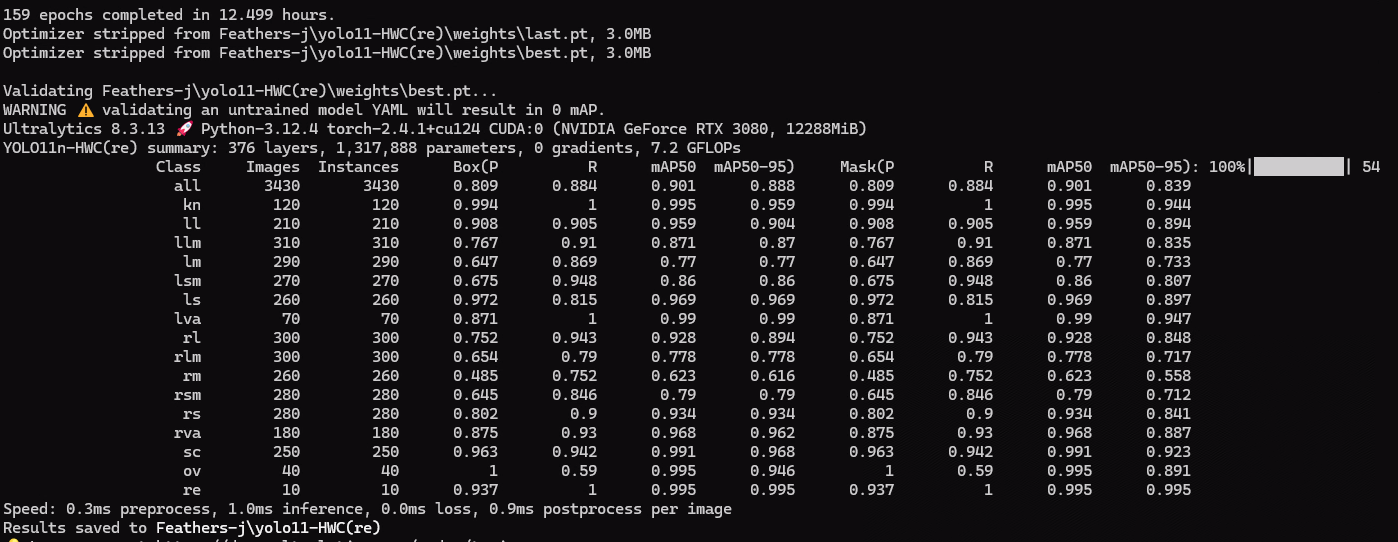 159 epochs completed in 12.499 hours.
Optimizer stripped from Feathers-j\yolo11-HWC(re)\weights\last.pt, 3.0MB
Optimizer stripped from Feathers-j\yolo11-HWC(re)\weights\best.pt, 3.0MB
Validating Feathers-j\yolo11-HWC(re)\weights\best.pt...
WARNING ⚠️ validating an untrained model YAML will result in 0 mAP.
Ultralytics 8.3.13 🚀 Python-3.12.4 torch-2.4.1+cu124 CUDA:0 (NVIDIA GeForce RTX 3080, 12288MiB)
YOLO11n-HWC(re) summary: 376 layers, 1,317,888 parameters, 0 gradients, 7.2 GFLOPs
Class Images Instances Box(P R mAP50 mAP50-95) Mask(P R mAP50 mAP50-95): 100%|██████████| 54
all 3430 3430 0.809 0.884 0.901 0.888 0.809 0.884 0.901 0.839
kn 120 120 0.994 1 0.995 0.959 0.994 1 0.995 0.944
ll 210 210 0.908 0.905 0.959 0.904 0.908 0.905 0.959 0.894
llm 310 310 0.767 0.91 0.871 0.87 0.767 0.91 0.871 0.835
lm 290 290 0.647 0.869 0.77 0.77 0.647 0.869 0.77 0.733
lsm 270 270 0.675 0.948 0.86 0.86 0.675 0.948 0.86 0.807
ls 260 260 0.972 0.815 0.969 0.969 0.972 0.815 0.969 0.897
lva 70 70 0.871 1 0.99 0.99 0.871 1 0.99 0.947
rl 300 300 0.752 0.943 0.928 0.894 0.752 0.943 0.928 0.848
rlm 300 300 0.654 0.79 0.778 0.778 0.654 0.79 0.778 0.717
rm 260 260 0.485 0.752 0.623 0.616 0.485 0.752 0.623 0.558
rsm 280 280 0.645 0.846 0.79 0.79 0.645 0.846 0.79 0.712
rs 280 280 0.802 0.9 0.934 0.934 0.802 0.9 0.934 0.841
rva 180 180 0.875 0.93 0.968 0.962 0.875 0.93 0.968 0.887
sc 250 250 0.963 0.942 0.991 0.968 0.963 0.942 0.991 0.923
ov 40 40 1 0.59 0.995 0.946 1 0.59 0.995 0.891
re 10 10 0.937 1 0.995 0.995 0.937 1 0.995 0.995
Speed: 0.3ms preprocess, 1.0ms inference, 0.0ms loss, 0.9ms postprocess per image
Results saved to Feathers-j\yolo11-HWC(re)